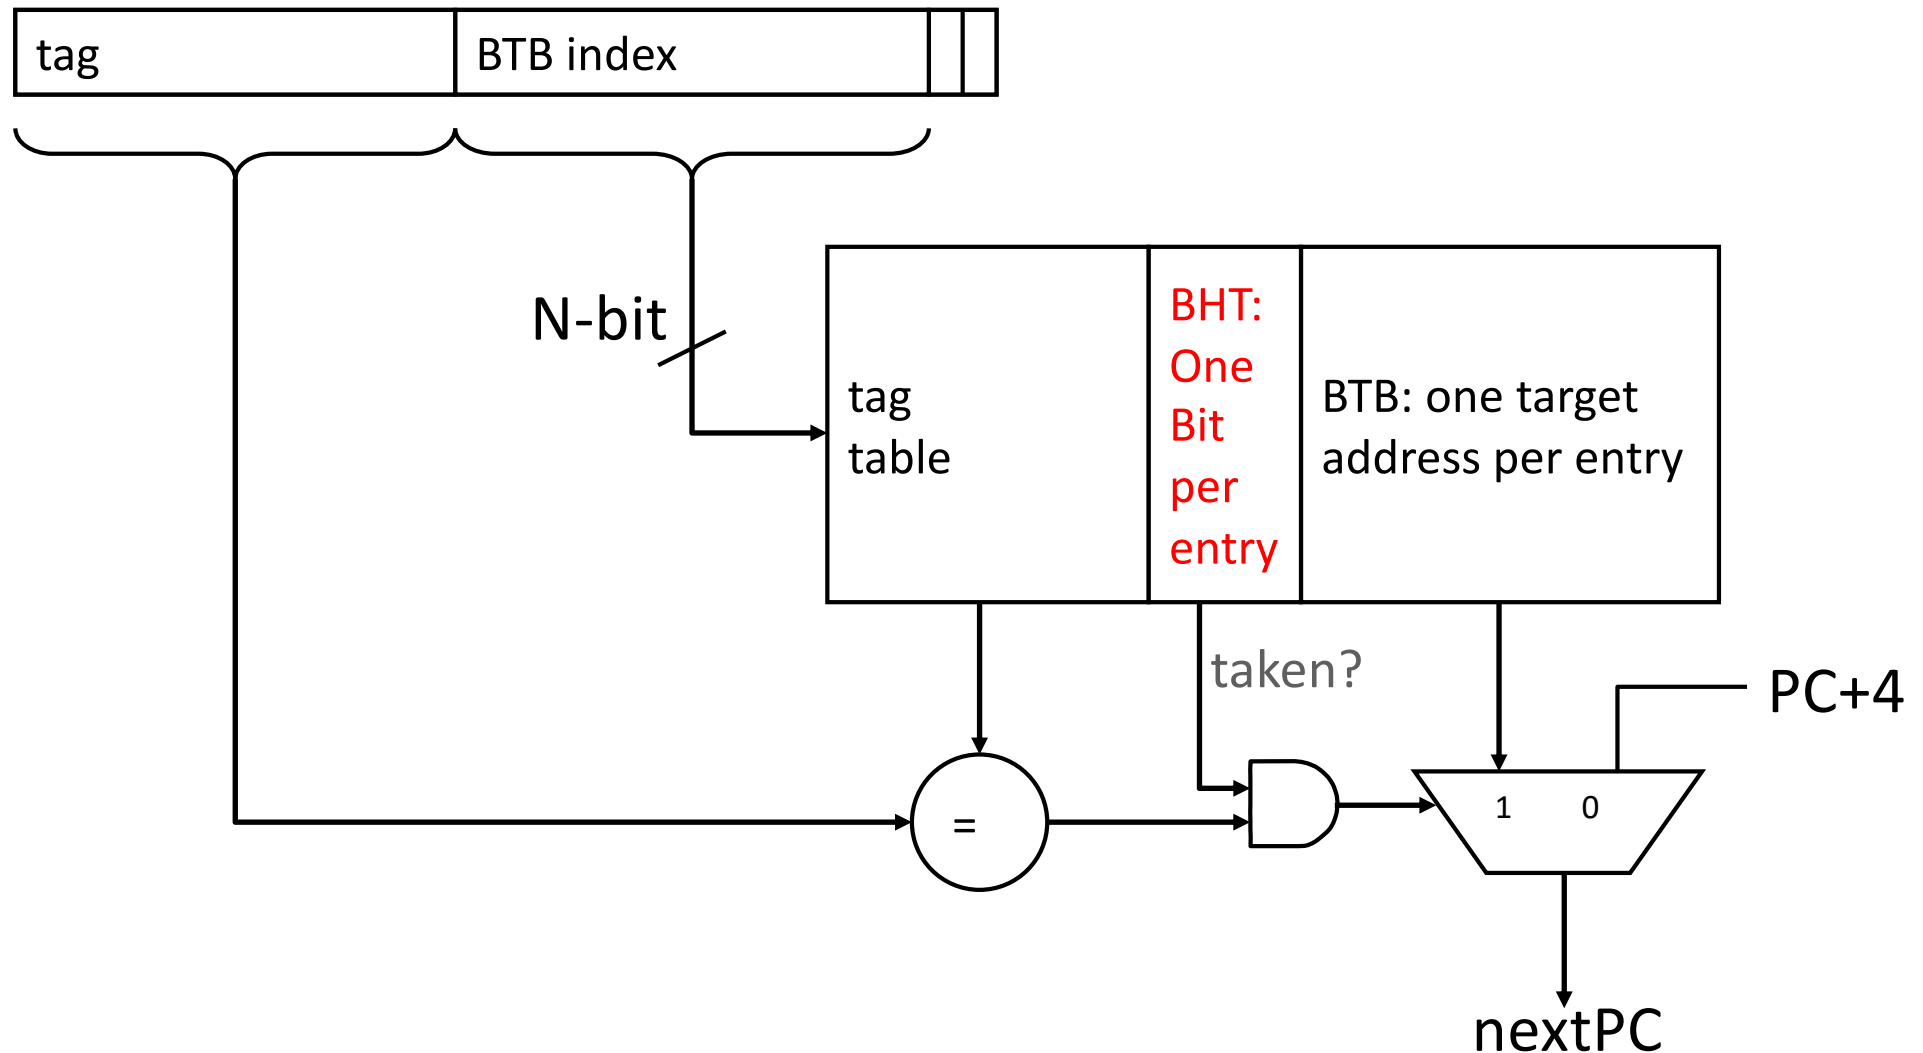 tag
BTB index
N-bit
tag
table
BHT:
One
Bit
per
entry
BTB: one target
address per entry
taken?
PC+4
=
1 0
nextPC